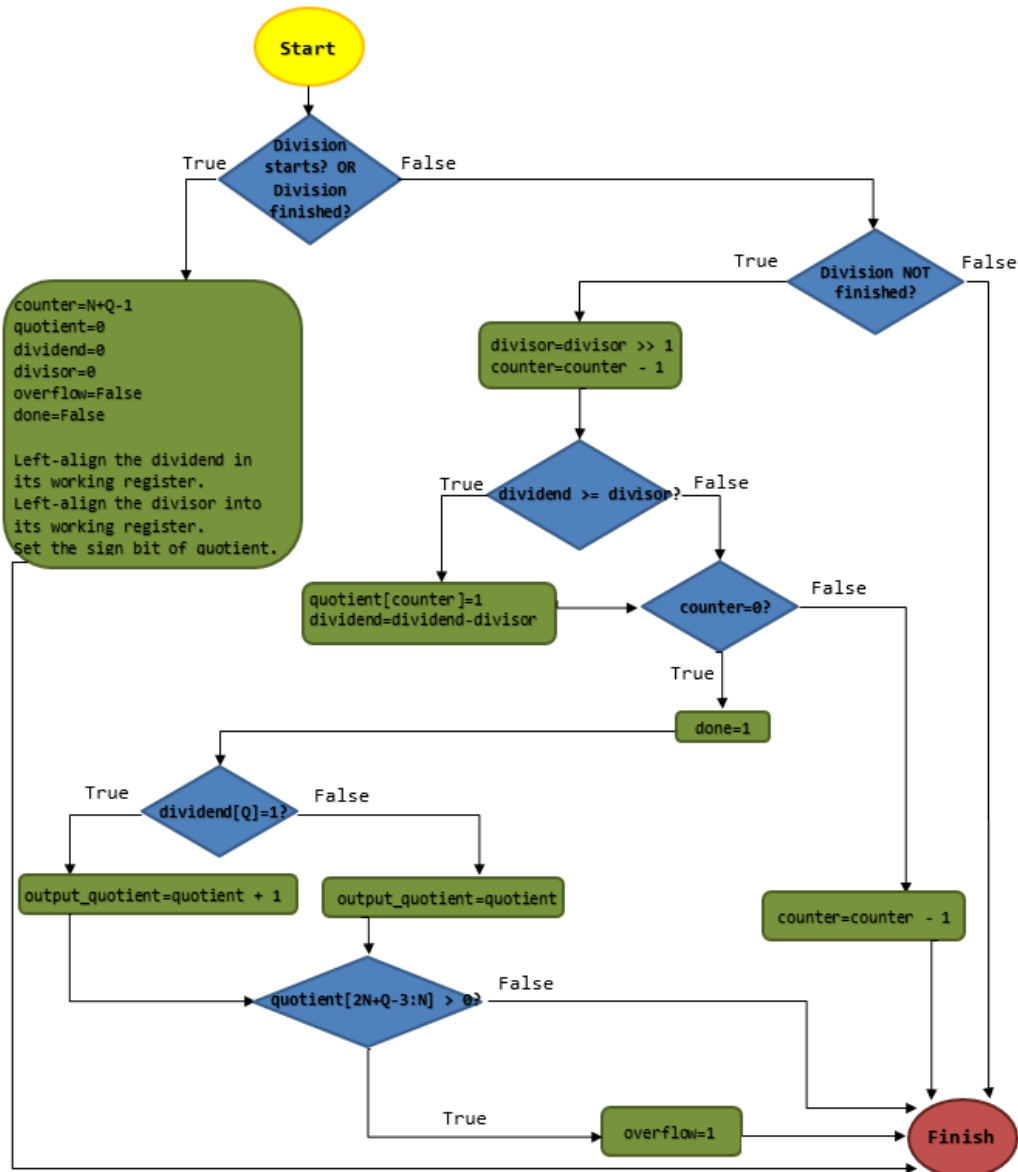 Start
Division
starts? OR
Division
finished?
True
False
Division NOT
finished?
True
False
counter=N+Q-1
quotient=0
dividend=0
divisor=0
overflow=False
done=False
Left-align the dividend in
its working register.
Left-align the divisor into
its working register.
Set the sign bit of quotient.
divisor=divisor >> 1
counter=counter - 1
dividend >= divisor?
True
False
quotient[counter]=1
dividend=dividend-divisor
counter=0?
False
True
done=1
dividend[Q]=1?
True
False
output_quotient=quotient + 1
output_quotient=quotient
counter=counter - 1
quotient[2N+Q-3:N] > 0?
False
True
overflow=1
Finish